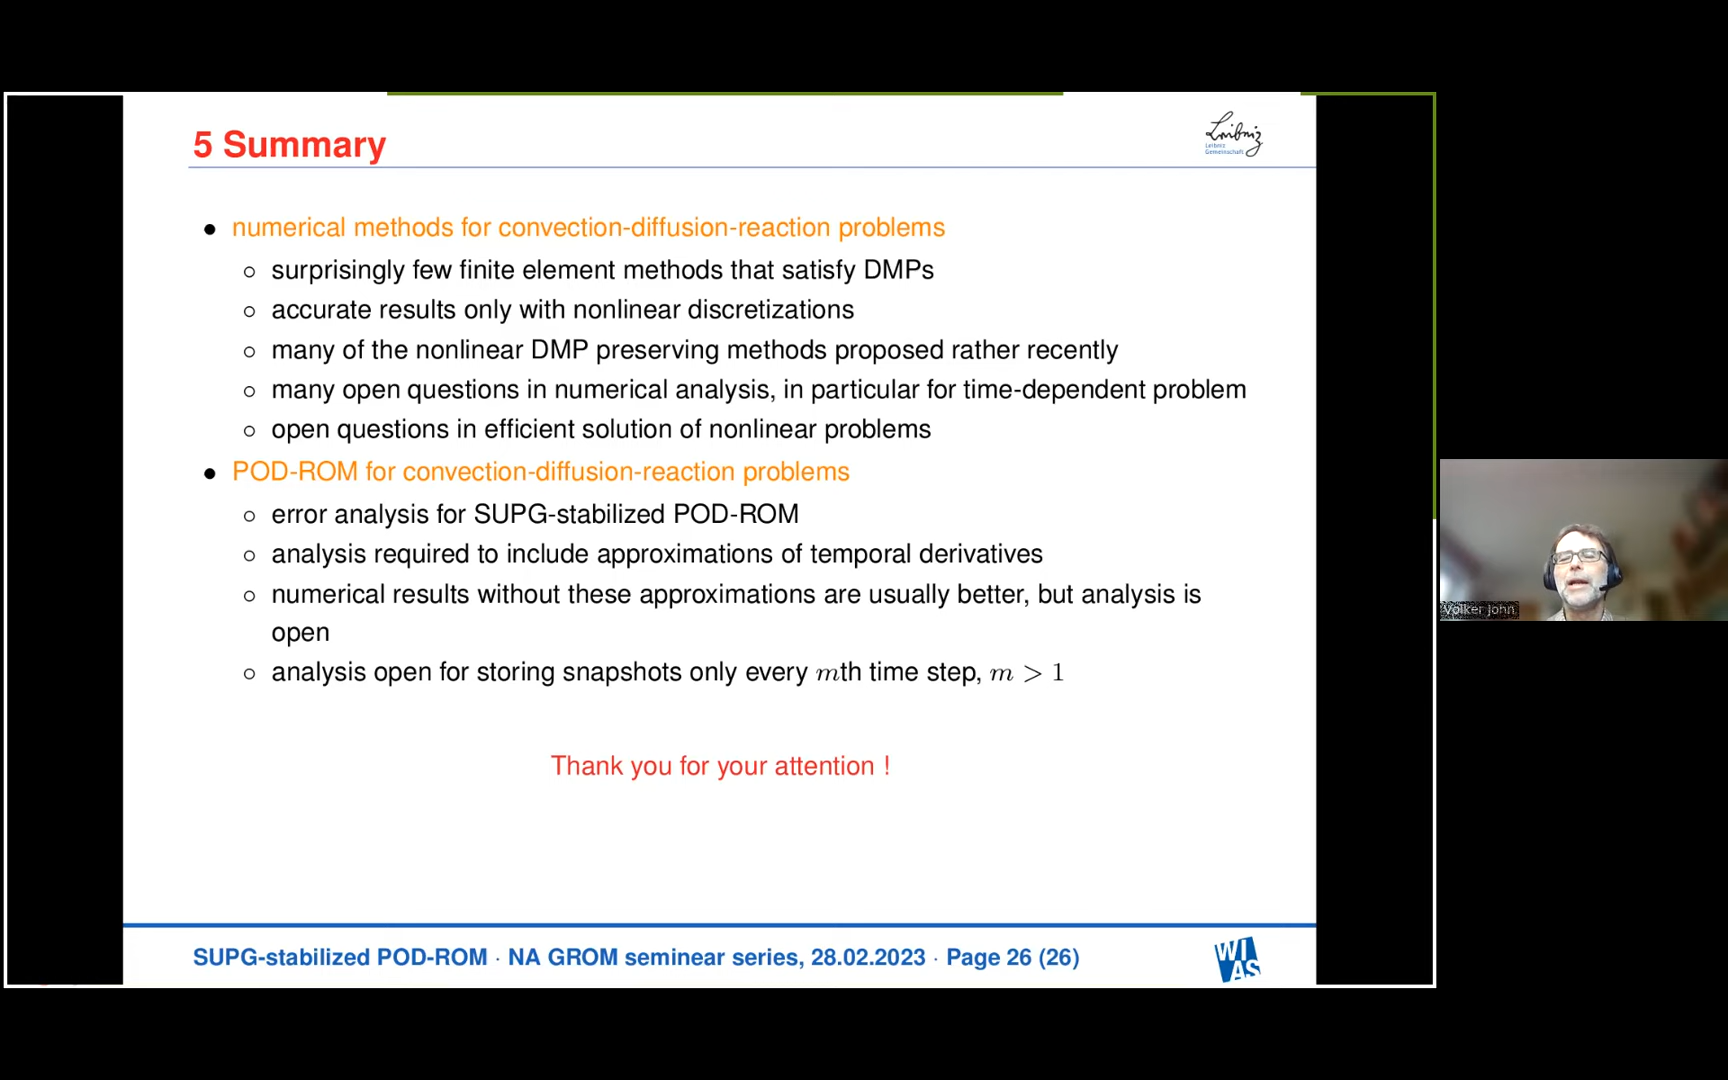 5 Summary
Leibniz
Leibniz
Gemeinschaft
• numerical methods for convection-diffusion-reaction problems
○ surprisingly few finite element methods that satisfy DMPs
○ accurate results only with nonlinear discretizations
○ many of the nonlinear DMP preserving methods proposed rather recently
○ many open questions in numerical analysis, in particular for time-dependent problem
○ open questions in efficient solution of nonlinear problems
• POD-ROM for convection-diffusion-reaction problems
○ error analysis for SUPG-stabilized POD-ROM
○ analysis required to include approximations of temporal derivatives
○ numerical results without these approximations are usually better, but analysis is
open
○ analysis open for storing snapshots only every mth time step, m > 1
Thank you for your attention !
SUPG-stabilized POD-ROM · NA GROM seminear series, 28.02.2023 · Page 26 (26)
WI
AS
Volker John